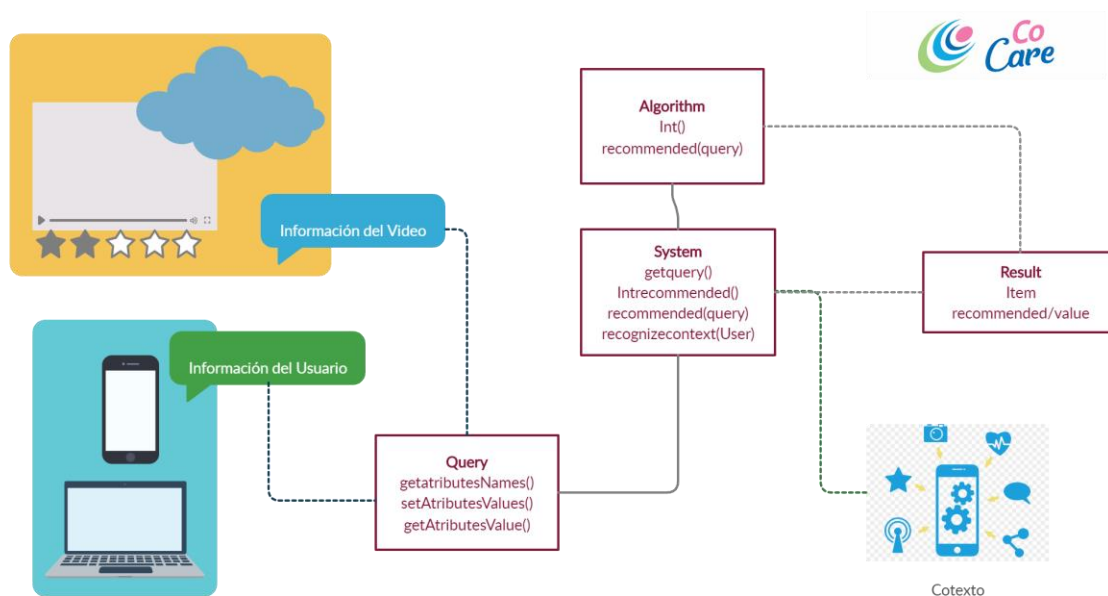 Co
Care
Algorithm
Int()
recommended(query)
Información del Video
System
getquery()
Intrecommended()
recommended(query)
recognizecontext(User)
Result
Item
recommended/value
Información del Usuario
Query
getatributesNames()
setAtributesValues()
getAtributesValue()
Cotexto